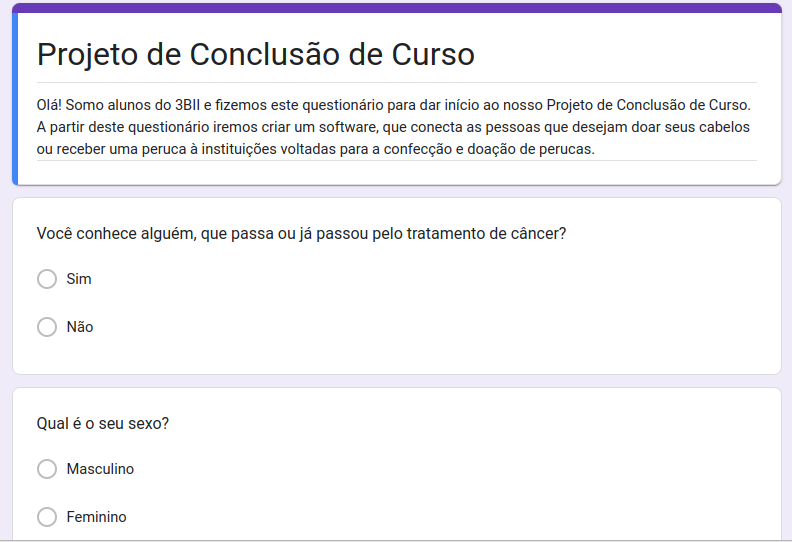 Projeto de Conclusão de Curso
Olá! Somo alunos do 3BII e fizemos este questionário para dar início ao nosso Projeto de Conclusão de Curso.
A partir deste questionário iremos criar um software, que conecta as pessoas que desejam doar seus cabelos
ou receber uma peruca à instituições voltadas para a confecção e doação de perucas.
Você conhece alguém, que passa ou já passou pelo tratamento de câncer?
Sim
Não
Qual é o seu sexo?
Masculino
Feminino